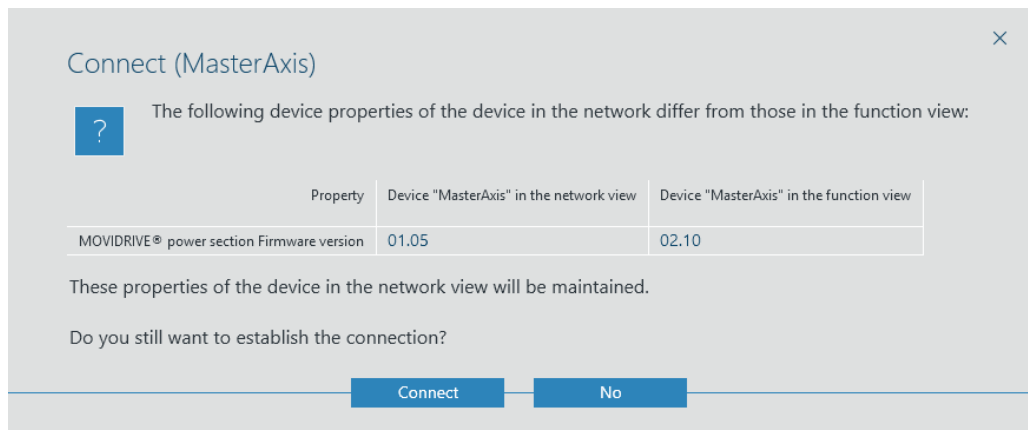 Connect (MasterAxis)
?
The following device properties of the device in the network differ from those in the function view:
Property Device "MasterAxis" in the network view Device "MasterAxis" in the function view
MOVIDRIVE® power section Firmware version 01.05 02.10
These properties of the device in the network view will be maintained.
Do you still want to establish the connection?
Connect No